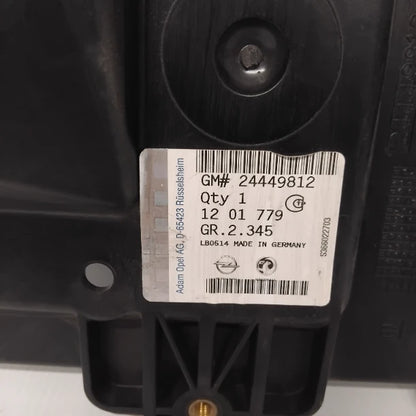 Adam Opel AG, D-65423 Rüsselsheim
GM# 24449812
Qty 1
12 01 779
GR.2.345
LB0514 MADE IN GERMANY
S366022703